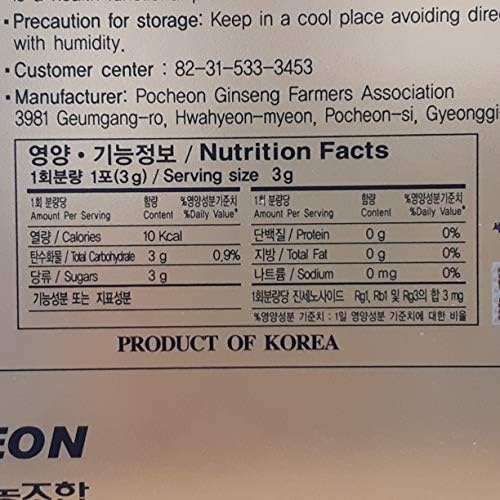 • Precaution for storage: Keep in a cool place avoiding
with humidity.
• Customer center : 82-31-533-3453
• Manufacturer: Pocheon Ginseng Farmers Association
3981 Geumgang-ro, Hwahyeon-myeon, Pocheon-si, Gyeonggi
영양 • 기능정보 / Nutrition Facts
1회분량 1포(3g) / Serving size 3g
1회 분량당 함량 %영양성분기준치
Amount Per Serving Content %Daily Value*
열량 / Calories 10 Kcal
탄수화물 / Total Carbohydrate 3 g 0.9%
당류 / Sugars 3 g
기능성분 또는 지표성분
1회 분량당 함량 %영양성분기준치
Amount Per Serving Content %Daily Value*
단백질 / Protein 0 g 0%
지방 / Total Fat 0 g 0%
나트륨 / Sodium 0 mg 0%
1회분량당 진세노사이드 Rg1, Rb1 및 Rg3의 합 3 mg
%영양성분 기준치 : 1일 영양성분 기준치에 대한 비율
PRODUCT OF KOREA
EON